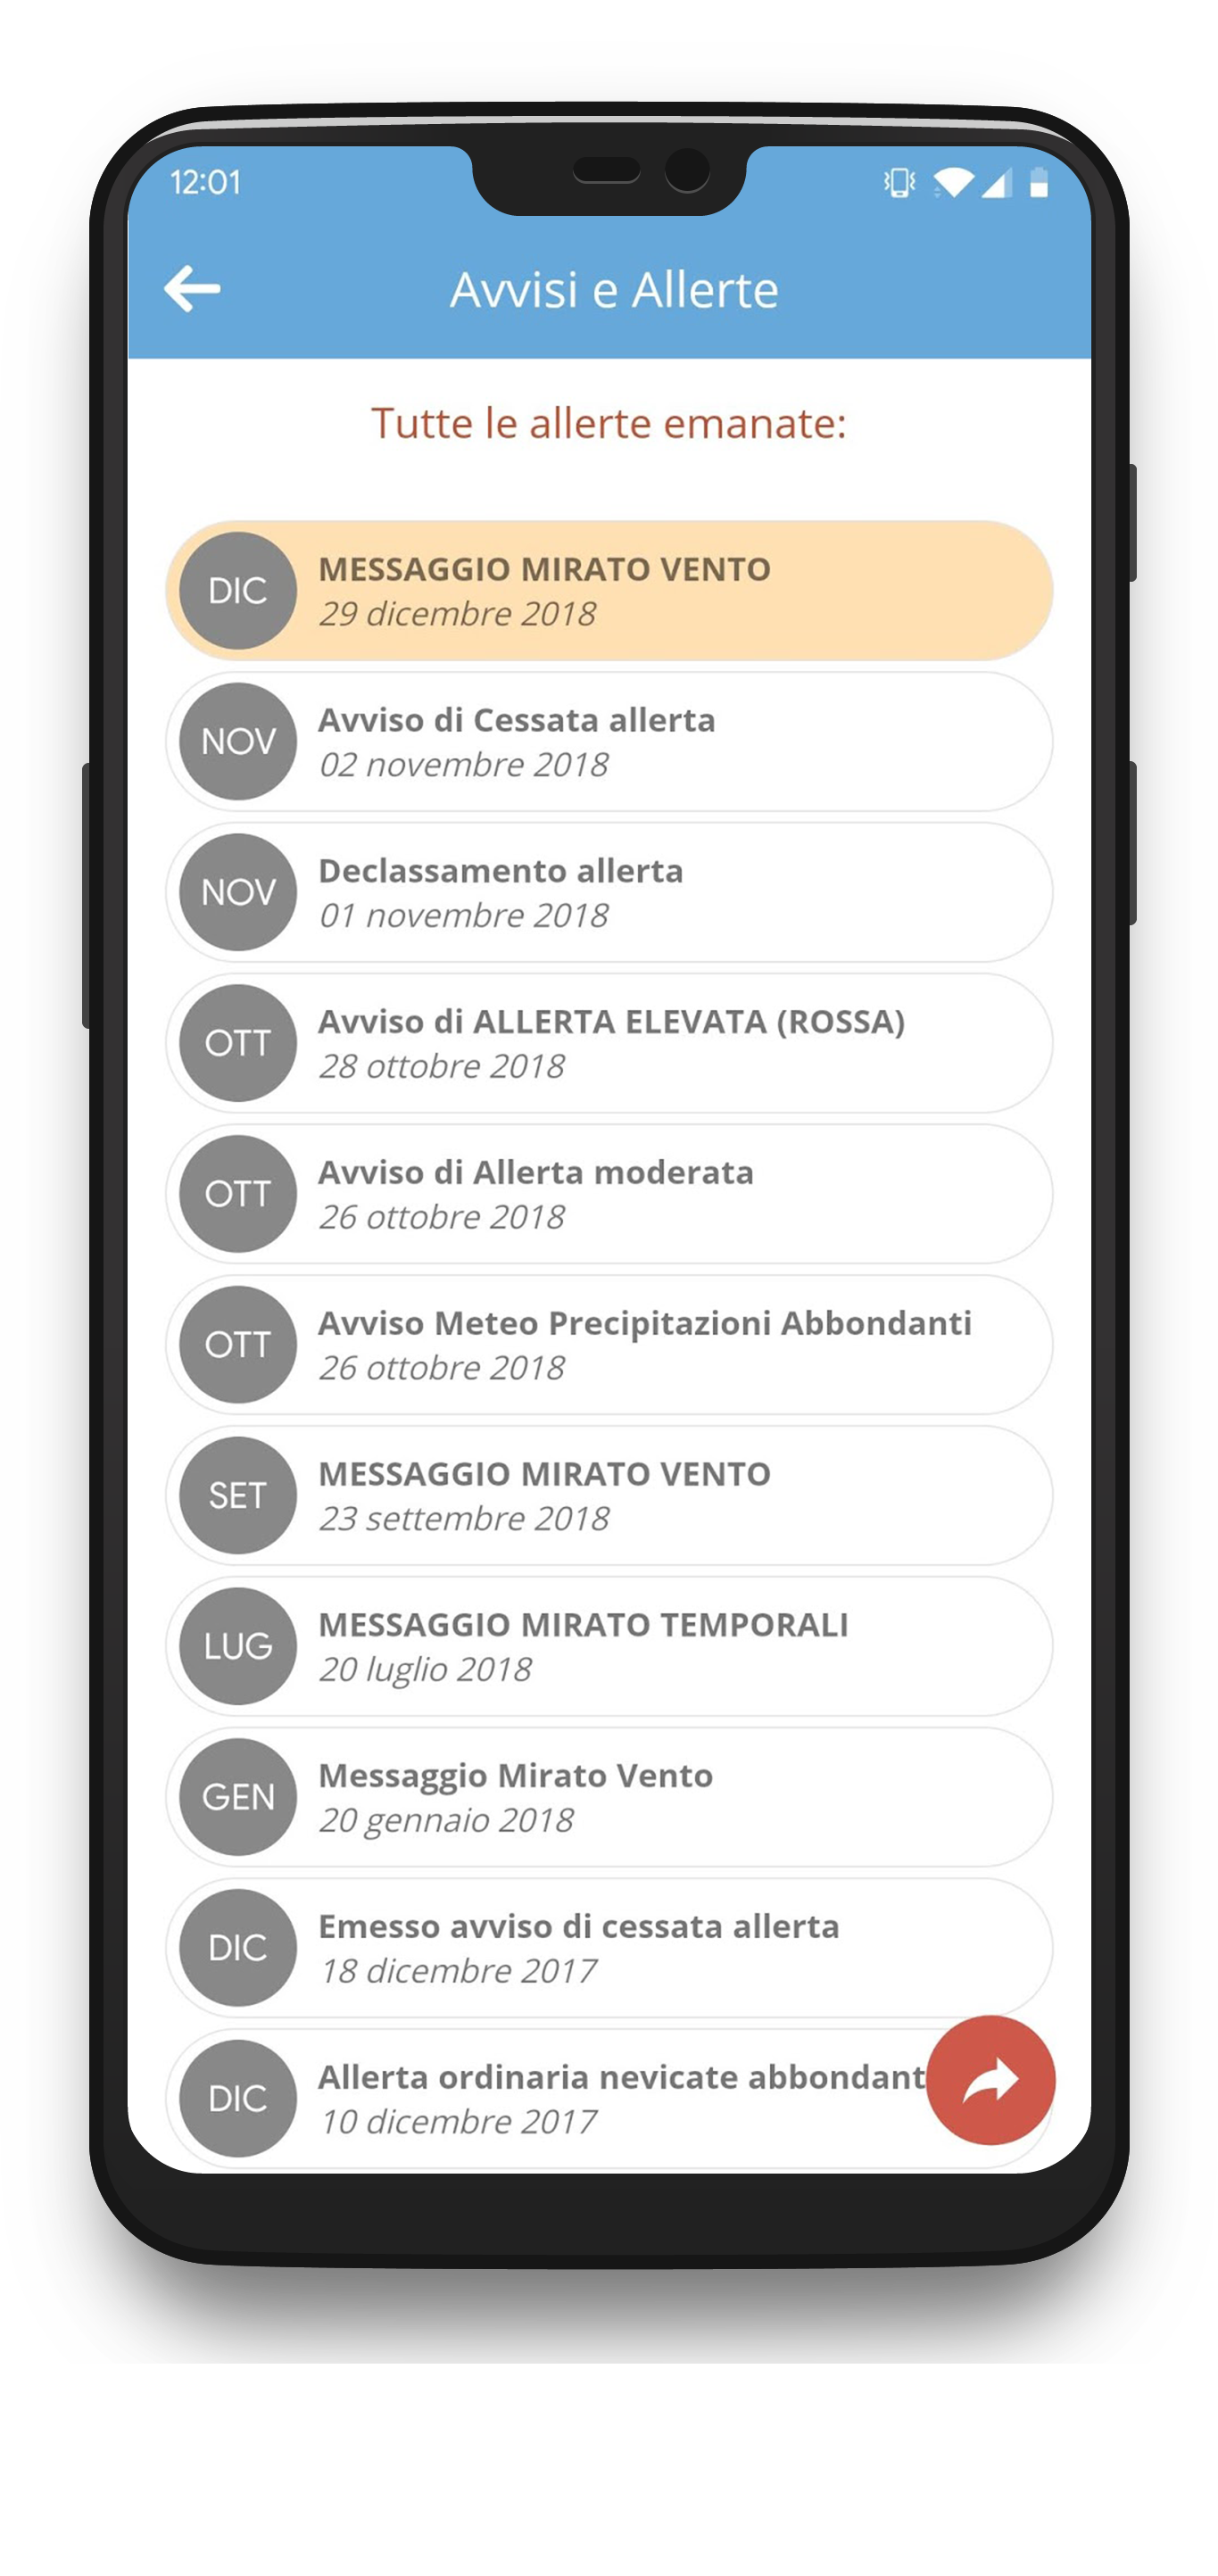 12:01
Avvisi e Allerte
Tutte le allerte emanate:
DIC
MESSAGGIO MIRATO VENTO
29 dicembre 2018
NOV
Avviso di Cessata allerta
02 novembre 2018
NOV
Declassamento allerta
01 novembre 2018
OTT
Avviso di ALLERTA ELEVATA (ROSSA)
28 ottobre 2018
OTT
Avviso di Allerta moderata
26 ottobre 2018
OTT
Avviso Meteo Precipitazioni Abbondanti
26 ottobre 2018
SET
MESSAGGIO MIRATO VENTO
23 settembre 2018
LUG
MESSAGGIO MIRATO TEMPORALI
20 luglio 2018
GEN
Messaggio Mirato Vento
20 gennaio 2018
DIC
Emesso avviso di cessata allerta
18 dicembre 2017
DIC
Allerta ordinaria nevicate abbondant
10 dicembre 2017